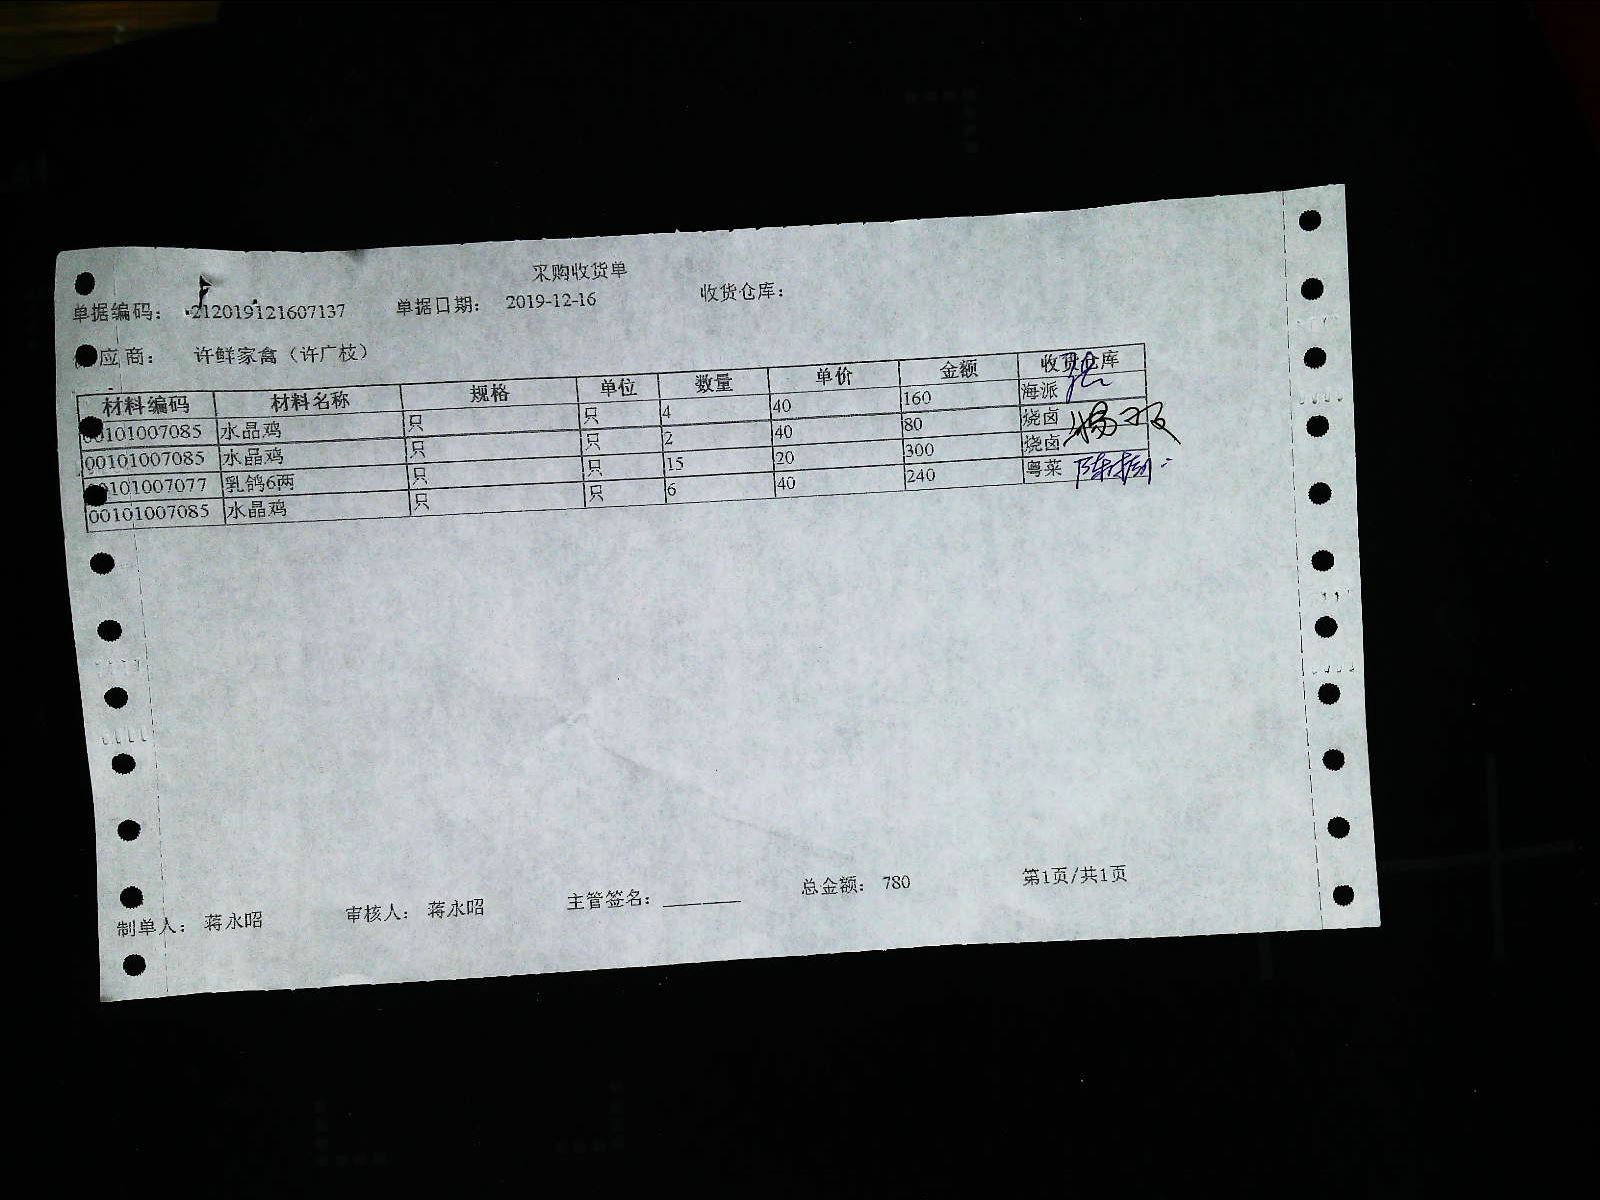 采购收货单
单据编码： 212019121607137 单据日期： 2019-12-16 收货仓库：
应商： 许鲜家禽（许广枝）
材料编码 材料名称 规格 单位 数量 单价 金额 收货仓库
00101007085 水晶鸡 只 只 4 40 160 海派
00101007085 水晶鸡 只 只 2 40 80 烧卤
00101007077 乳鸽6两 只 只 15 20 300 烧卤
00101007085 水晶鸡 只 只 6 40 240 粤菜
制单人： 蒋永昭 审核人： 蒋永昭 主管签名： 总金额： 780 第1页/共1页